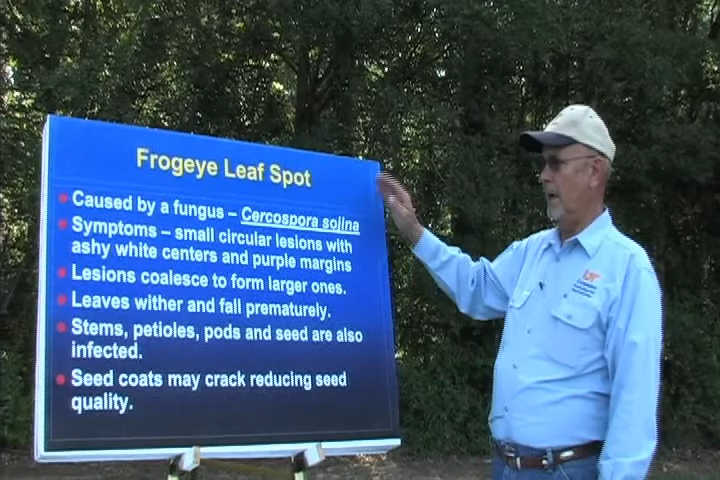 Frogeye Leaf Spot
Caused by a fungus – Cercospora sojina
Symptoms – small circular lesions with
ashy white centers and purple margins
Lesions coalesce to form larger ones.
Leaves wither and fall prematurely.
Stems, petioles, pods and seed are also
infected.
Seed coats may crack reducing seed
quality.
UT